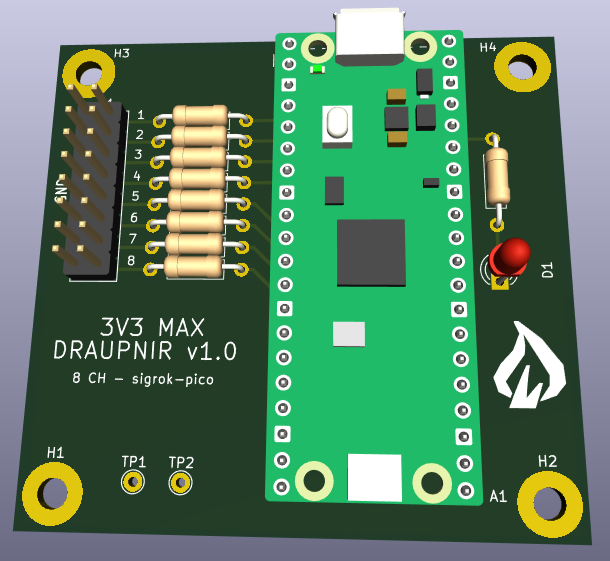 H3
H4
1
2
3
4
5
6
7
8
JN3
D1
3V3 MAX
DRAUPNIR v1.0
8 CH – sigrok-pico
H1
TP1
TP2
H2
A1